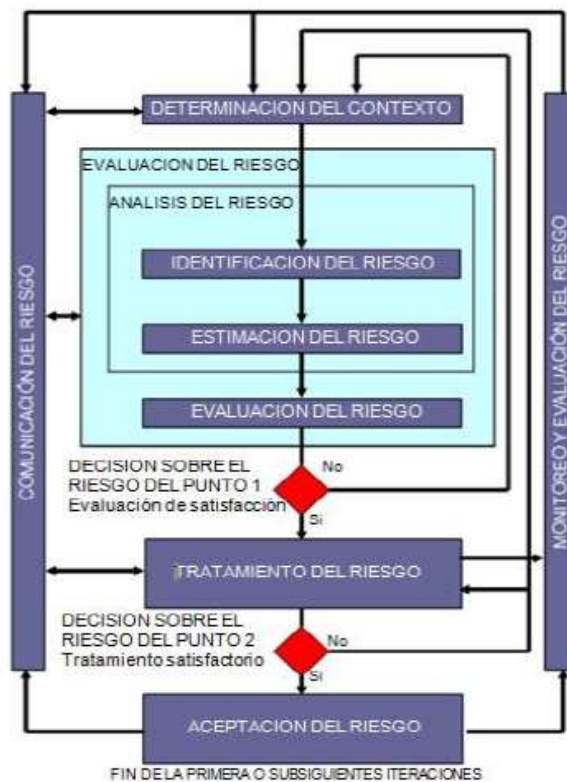 DETERMINACION DEL CONTEXTO
EVALUACION DEL RIESGO
ANALISIS DEL RIESGO
IDENTIFICACION DEL RIESGO
ESTIMACION DEL RIESGO
EVALUACION DEL RIESGO
COMUNICACIÓN DEL RIESGO
MONITOREO Y EVALUACIÓN DEL RIESGO
DECISION SOBRE EL
RIESGO DEL PUNTO 1
Evaluación de satisfacción
No
Si
TRATAMIENTO DEL RIESGO
DECISION SOBRE EL
RIESGO DEL PUNTO 2
Tratamiento satisfactorio
No
Si
ACEPTACION DEL RIESGO
FIN DE LA PRIMERA O SUBSIGUIENTES ITERACIONES